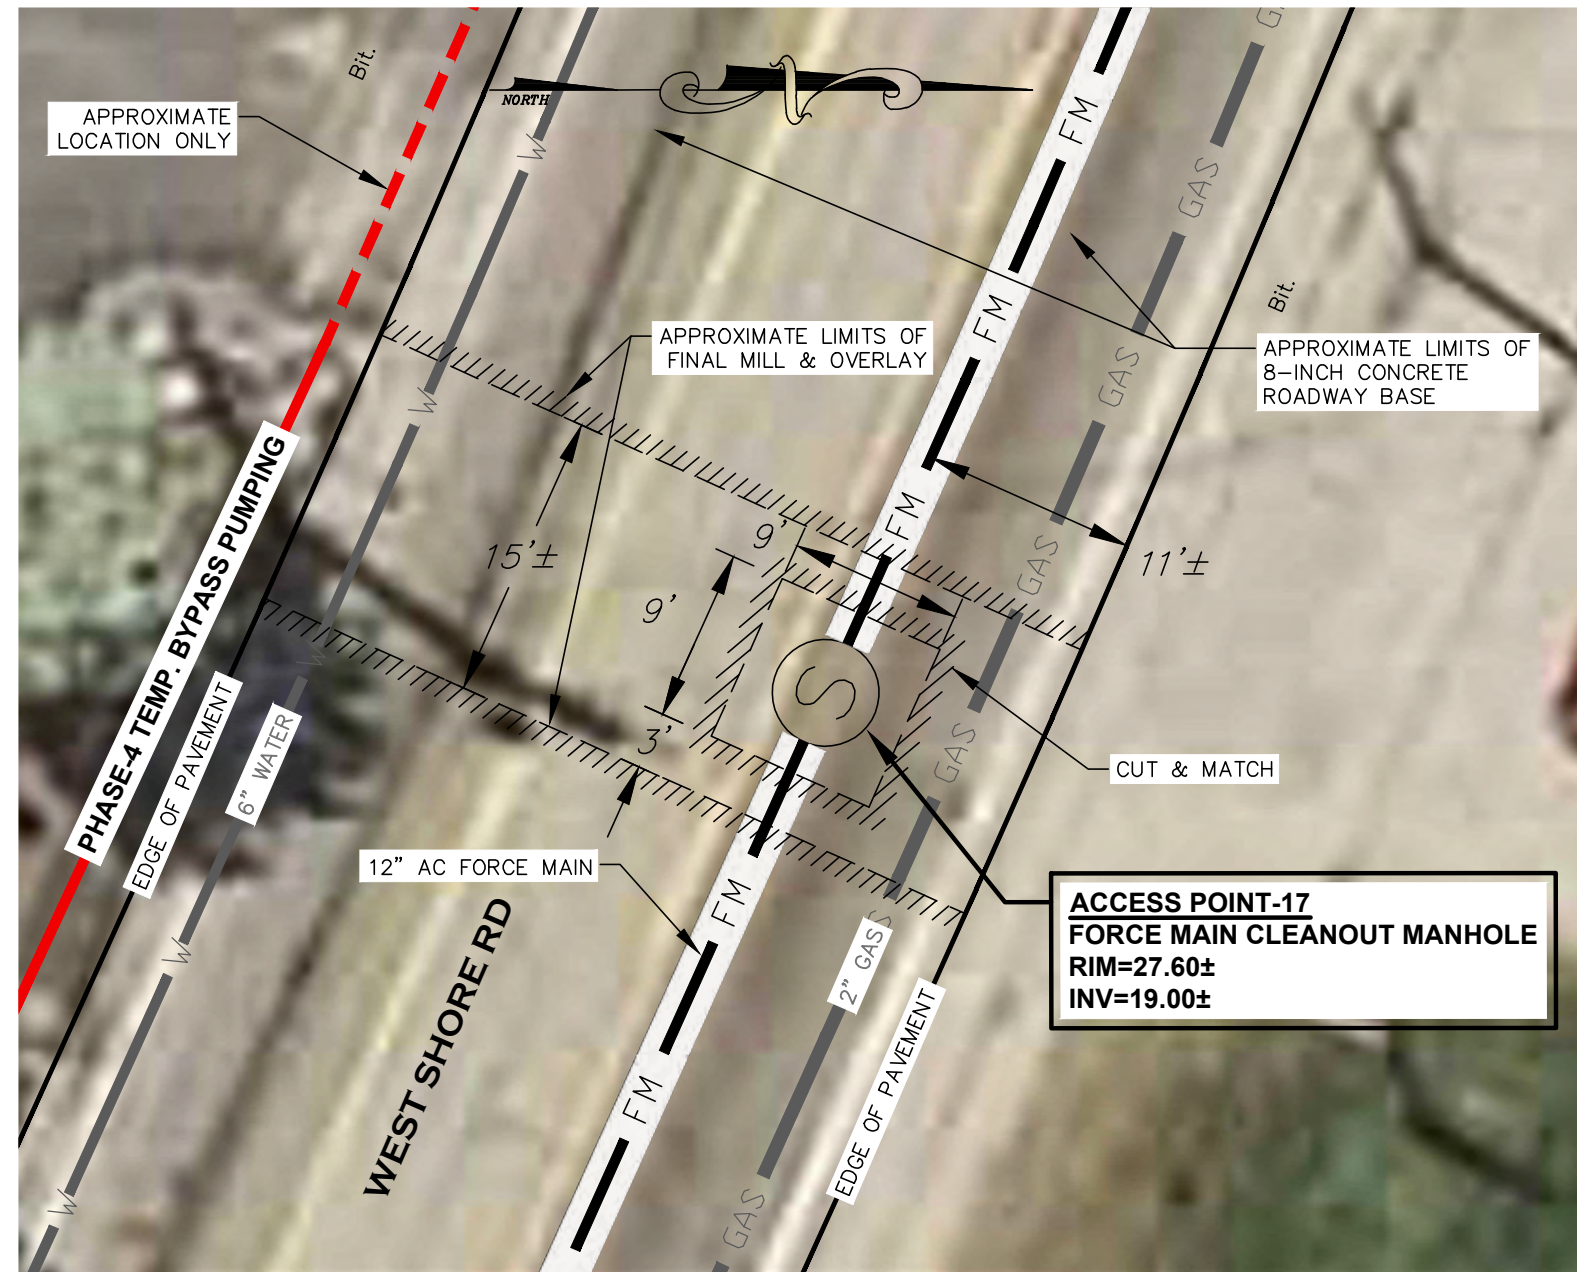 Bit.
NORTH
APPROXIMATE
LOCATION ONLY
W
FM
GAS
GAS
Bit.
APPROXIMATE LIMITS OF
FINAL MILL & OVERLAY
FM
APPROXIMATE LIMITS OF
8-INCH CONCRETE
ROADWAY BASE
W
GAS
FM
9'
15'±
11'±
GAS
9'
W
S
3'
PHASE-4 TEMP. BYPASS PUMPING
EDGE OF PAVEMENT
6" WATER
GAS
CUT & MATCH
12" AC FORCE MAIN
FM
ACCESS POINT-17
FORCE MAIN CLEANOUT MANHOLE
RIM=27.60±
INV=19.00±
W
2" GAS
WEST SHORE RD
EDGE OF PAVEMENT
FM
W
GAS